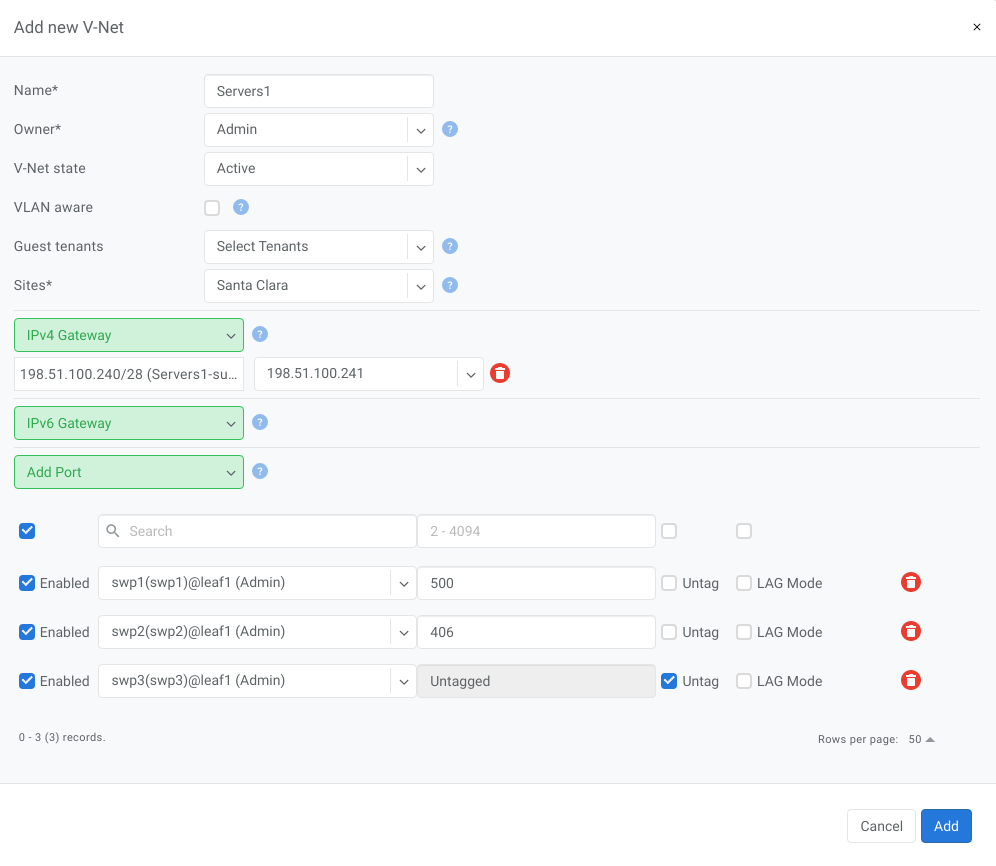 Add new V-Net ×
Name* Servers1
Owner* Admin ?
V-Net state Active
VLAN aware ?
Guest tenants Select Tenants ?
Sites* Santa Clara ?
IPv4 Gateway ?
198.51.100.240/28 (Servers1-su... 198.51.100.241
IPv6 Gateway ?
Add Port ?
Search 2 - 4094
Enabled swp1(swp1)@leaf1 (Admin) 500 Untag LAG Mode
Enabled swp2(swp2)@leaf1 (Admin) 406 Untag LAG Mode
Enabled swp3(swp3)@leaf1 (Admin) Untagged Untag LAG Mode
0 - 3 (3) records. Rows per page: 50
Cancel Add